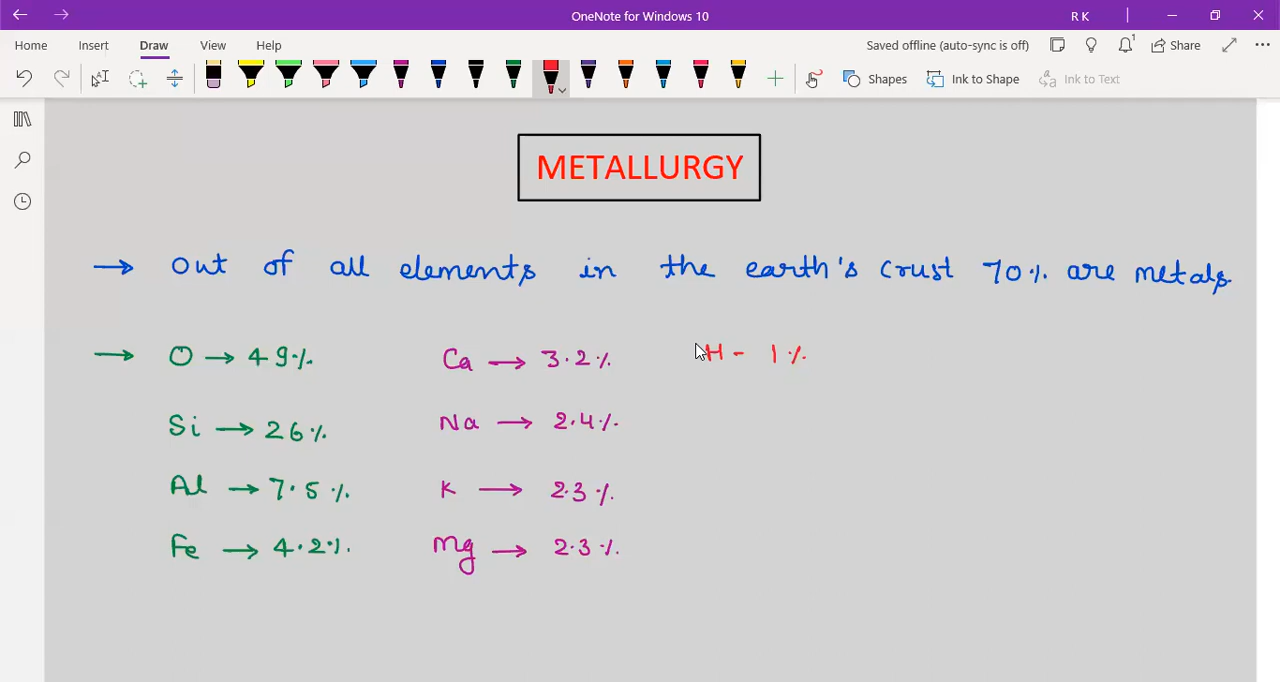 OneNote for Windows 10
R K
Home Insert Draw View Help
Saved offline (auto-sync is off) 1 Share
Shapes Ink to Shape Ink to Text
METALLURGY
→ Out of all elements in the earth's crust 70% are metals.
→ O → 49% Ca → 3.2% H - 1%
Si → 26% Na → 2.4%
Al → 7.5% K → 2.3%
Fe → 4.2% Mg → 2.3%